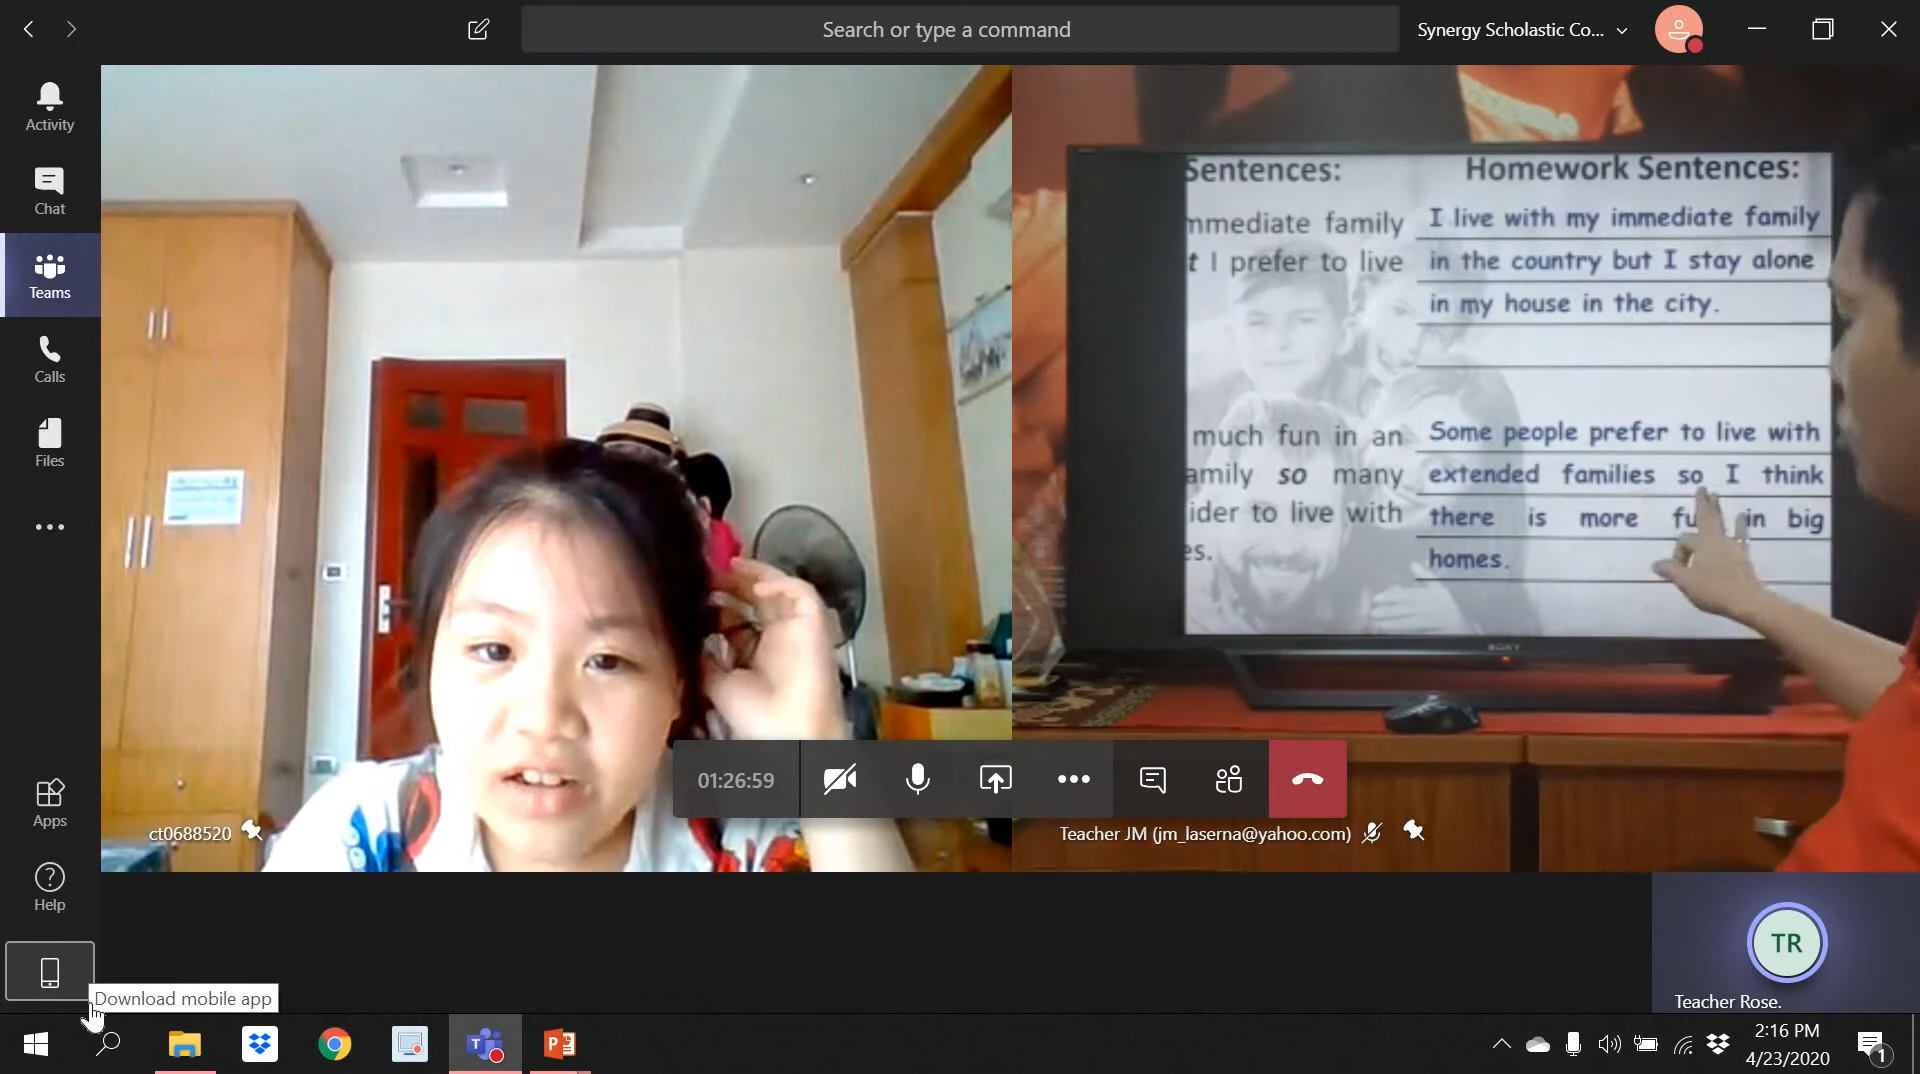 Search or type a command
Synergy Scholastic Co...
Activity
Chat
Teams
Calls
Files
Apps
Help
Download mobile app
Sentences:
mmediate family
t I prefer to live
much fun in an
amily so many
ider to live with
es.
Homework Sentences:
I live with my immediate family
in the country but I stay alone
in my house in the city.
Some people prefer to live with
extended families so I think
there is more fu in big
homes.
SONY
01:26:59
ct0688520
Teacher JM (jm_laserna@yahoo.com)
TR
Teacher Rose.
2:16 PM
4/23/2020
1